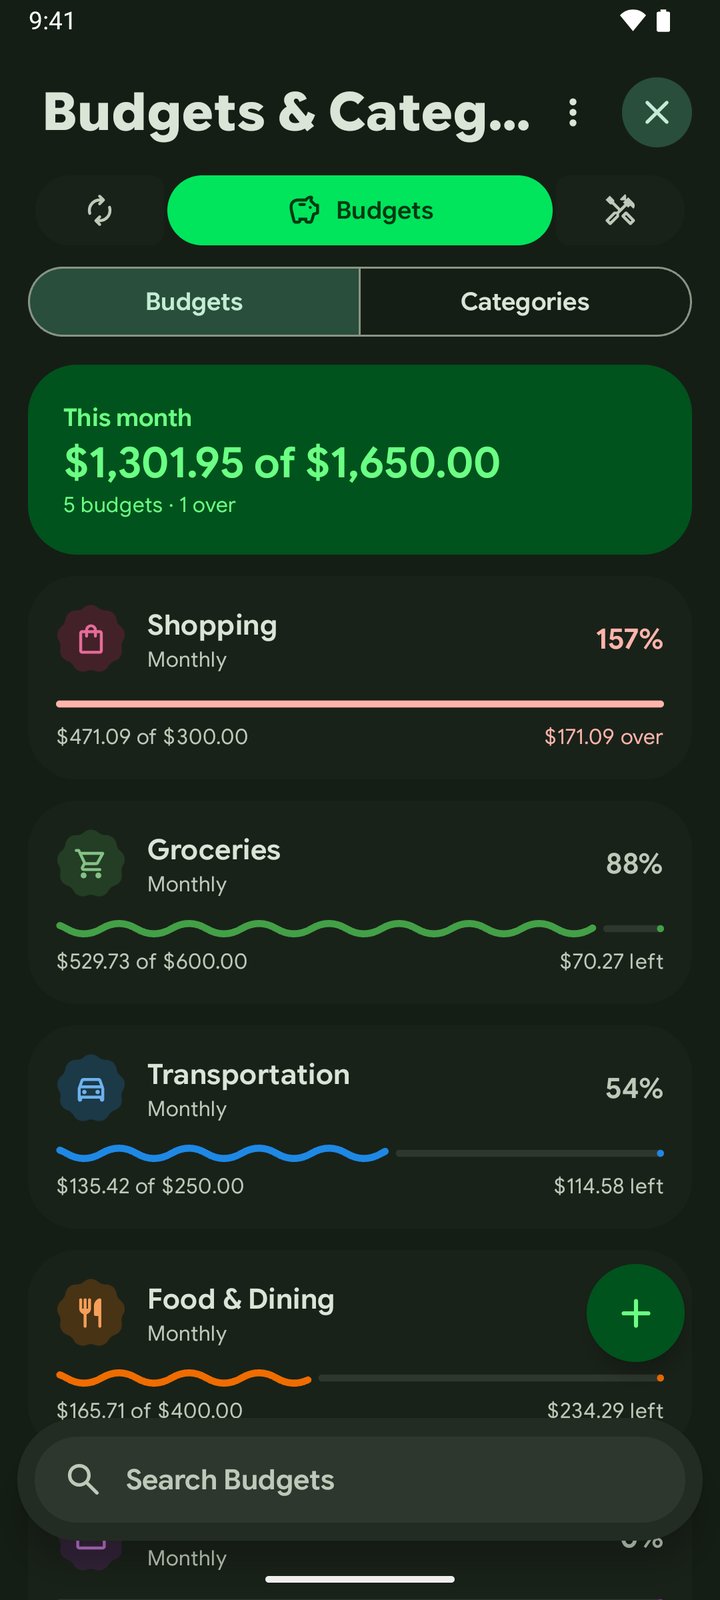 9:41
Budgets & Categ...
Budgets
Budgets
Categories
This month
$1,301.95 of $1,650.00
5 budgets · 1 over
Shopping
157%
Monthly
$471.09 of $300.00
$171.09 over
Groceries
88%
Monthly
$529.73 of $600.00
$70.27 left
Transportation
54%
Monthly
$135.42 of $250.00
$114.58 left
Food & Dining
Monthly
$165.71 of $400.00
$234.29 left
Search Budgets
Monthly